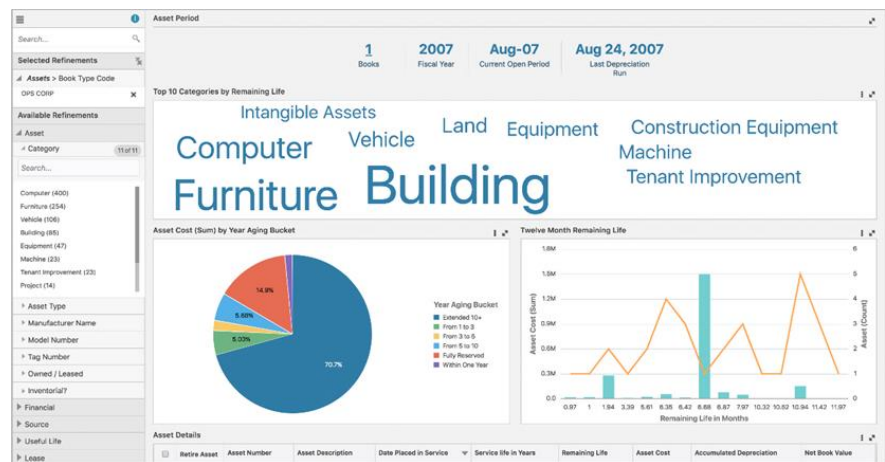 Search...
Selected Refinements
Assets > Book Type Code
OPS CORP
Available Refinements
Asset
Category 11 of 11
Search...
Computer (400)
Furniture (254)
Vehicle (106)
Building (85)
Equipment (47)
Machine (23)
Tenant Improvement (23)
Project (14)
Asset Type
Manufacturer Name
Model Number
Tag Number
Owned / Leased
Inventorial?
Financial
Source
Useful Life
Lease
Asset Period
1 2007 Aug-07 Aug 24, 2007
Books Fiscal Year Current Open Period Last Depreciation
Run
Top 10 Categories by Remaining Life
Intangible Assets
Computer Vehicle Land Equipment Construction Equipment
Machine
Furniture Building Tenant Improvement
Asset Cost (Sum) by Year Aging Bucket
14.9%
5.68%
5.03%
70.7%
Year Aging Bucket
Extended 10+
From 1 to 3
From 3 to 5
From 5 to 10
Fully Reserved
Within One Year
Twelve Month Remaining Life
Asset Cost (Sum)
1.8M
1.5M
1.2M
0.9M
0.6M
0.3M
0.0
6
5
4
3
2
1
0
Asset (Count)
0.97 1 1.94 3.39 5.61 6.35 6.42 6.68 6.87 7.97 10.32 10.82 10.94 11.42 11.97
Remaining Life in Months
Asset Details
Retire Asset Asset Number Asset Description Date Placed in Service Service life in Years Remaining Life Asset Cost Accumulated Depreciation Net Book Value